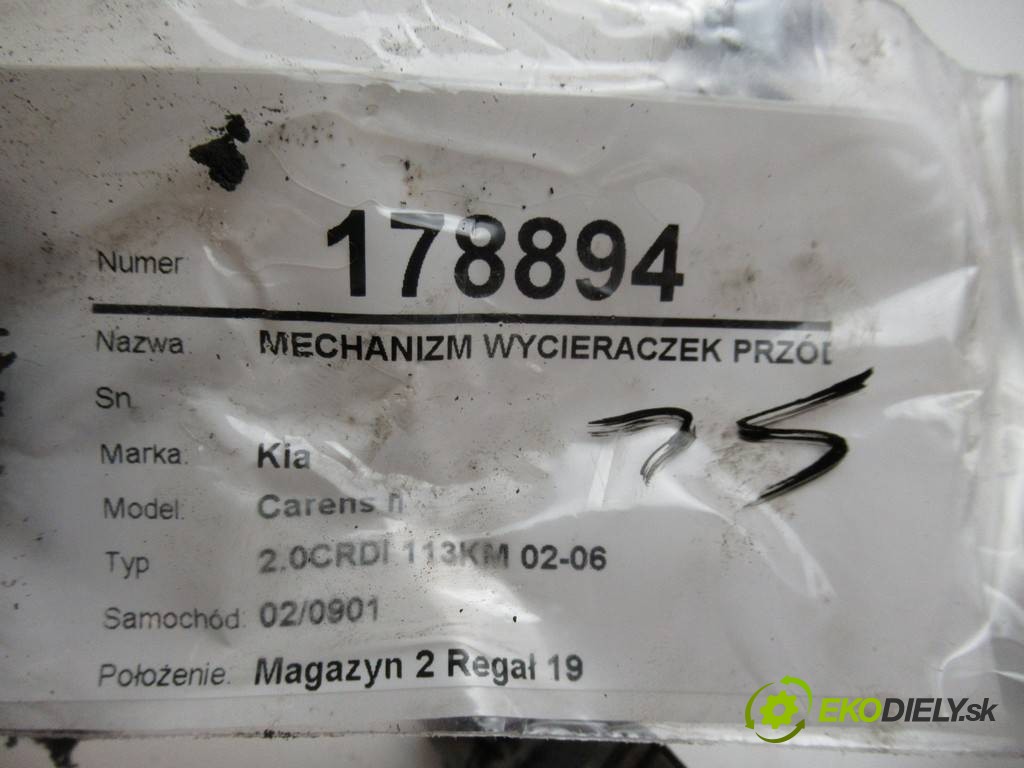 Numer 178894
Nazwa MECHANIZM WYCIERACZEK PRZÓD
Sn
Marka: Kia
Model: Carens II
Typ 2.0CRDI 113KM 02-06
Samochód: 02/0901
Położenie: Magazyn 2 Regał 19
75
EKODIELY.sk